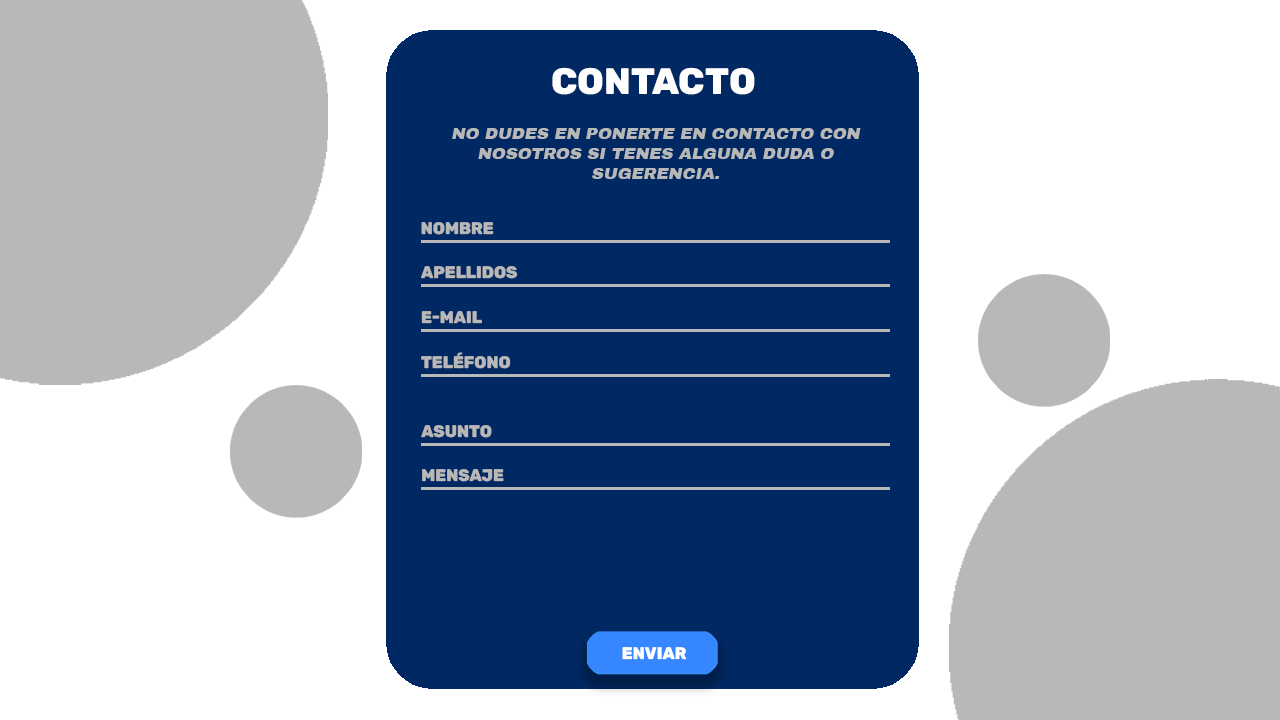 CONTACTO
NO DUDES EN PONERTE EN CONTACTO CON
NOSOTROS SI TENES ALGUNA DUDA O
SUGERENCIA.
NOMBRE
APELLIDOS
E-MAIL
TELÉFONO
ASUNTO
MENSAJE
ENVIAR